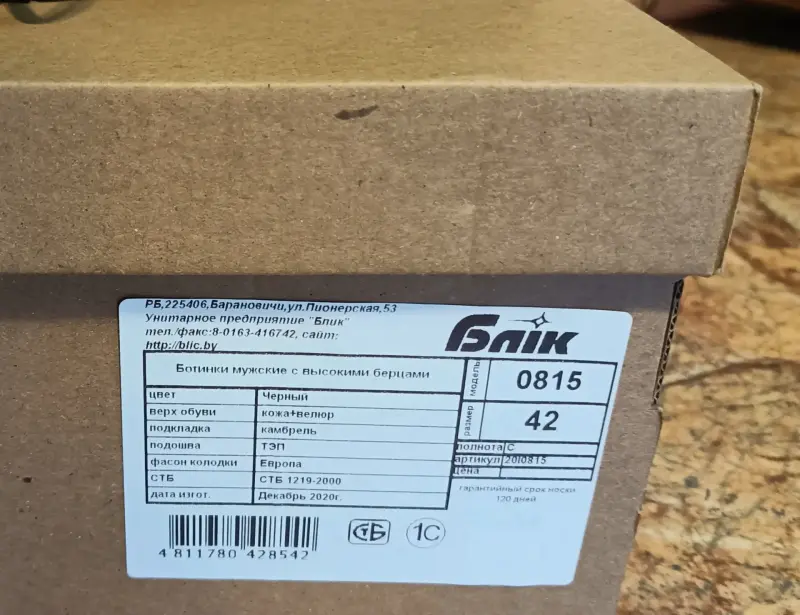 РБ,225406,Барановичи,ул.Пионерская,53
Унитарное предприятие "Блик"
тел./факс:8-0163-416742, сайт:
http://blic.by
Блiк
Ботинки мужские с высокими берцами
модель 0815
размер 42
цвет Черный
верх обуви кожа+велюр
подкладка камбрель
подошва ТЭП
фасон колодки Европа
СТБ СТБ 1219-2000
дата изгот. Декабрь 2020г.
полнота С
артикул 20I0815
цена
гарантийный срок носки
120 дней
4 811780 428542
СТБ
1С